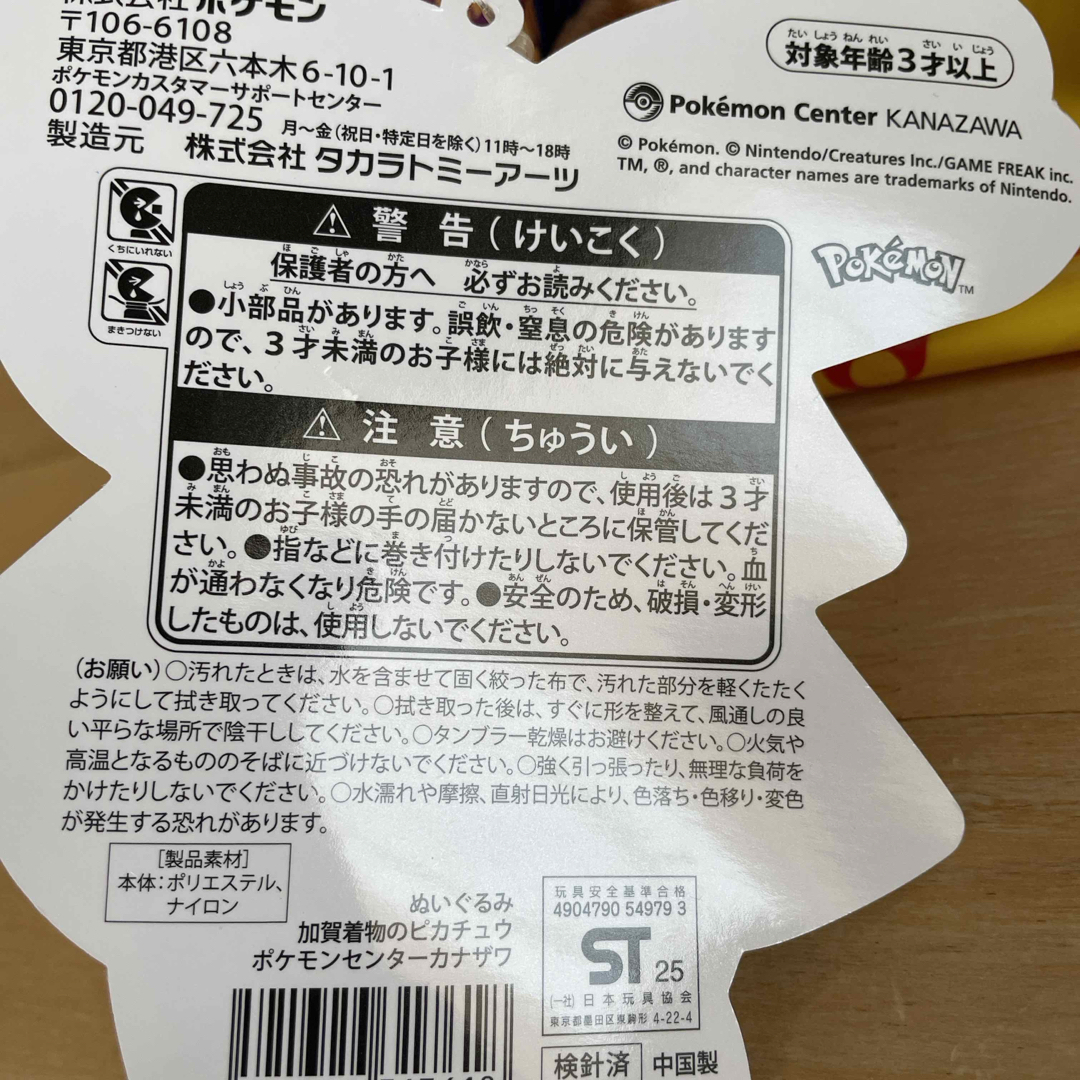 株式会社 ポケモン
〒106-6108
東京都港区六本木6-10-1
ポケモンカスタマーサポートセンター
0120-049-725 月〜金(祝日・特定日を除く)11時〜18時
製造元 株式会社 タカラトミーアーツ
対象年齢3才以上
たいしょうねんれい さい いじょう
Pokémon Center KANAZAWA
© Pokémon. © Nintendo/Creatures Inc./GAME FREAK inc.
TM, ®, and character names are trademarks of Nintendo.
POKéMON™
くちにいれない
まきつけない
⚠ 警 告(けいこく)
保護者の方へ 必ずお読みください。
●小部品があります。誤飲・窒息の危険があります
ので、3才未満のお子様には絶対に与えないでく
ださい。
⚠ 注 意(ちゅうい)
●思わぬ事故の恐れがありますので、使用後は3才
未満のお子様の手の届かないところに保管してくだ
さい。●指などに巻き付けたりしないでください。血
が通わなくなり危険です。●安全のため、破損・変形
したものは、使用しないでください。
(お願い)○汚れたときは、水を含ませて固く絞った布で、汚れた部分を軽くたたく
ようにして拭き取ってください。○拭き取った後は、すぐに形を整えて、風通しの良
い平らな場所で陰干ししてください。○タンブラー乾燥はお避けください。○火気や
高温となるもののそばに近づけないでください。○強く引っ張ったり、無理な負荷を
かけたりしないでください。○水濡れや摩擦、直射日光により、色落ち・色移り・変色
が発生する恐れがあります。
[製品素材]
本体:ポリエステル、
ナイロン
ぬいぐるみ
加賀着物のピカチュウ
ポケモンセンターカナザワ
玩具安全基準合格
4904790 54979 3
ST 25
(一社)日本玩具協会
東京都墨田区東駒形 4-22-4
検針済 中国製